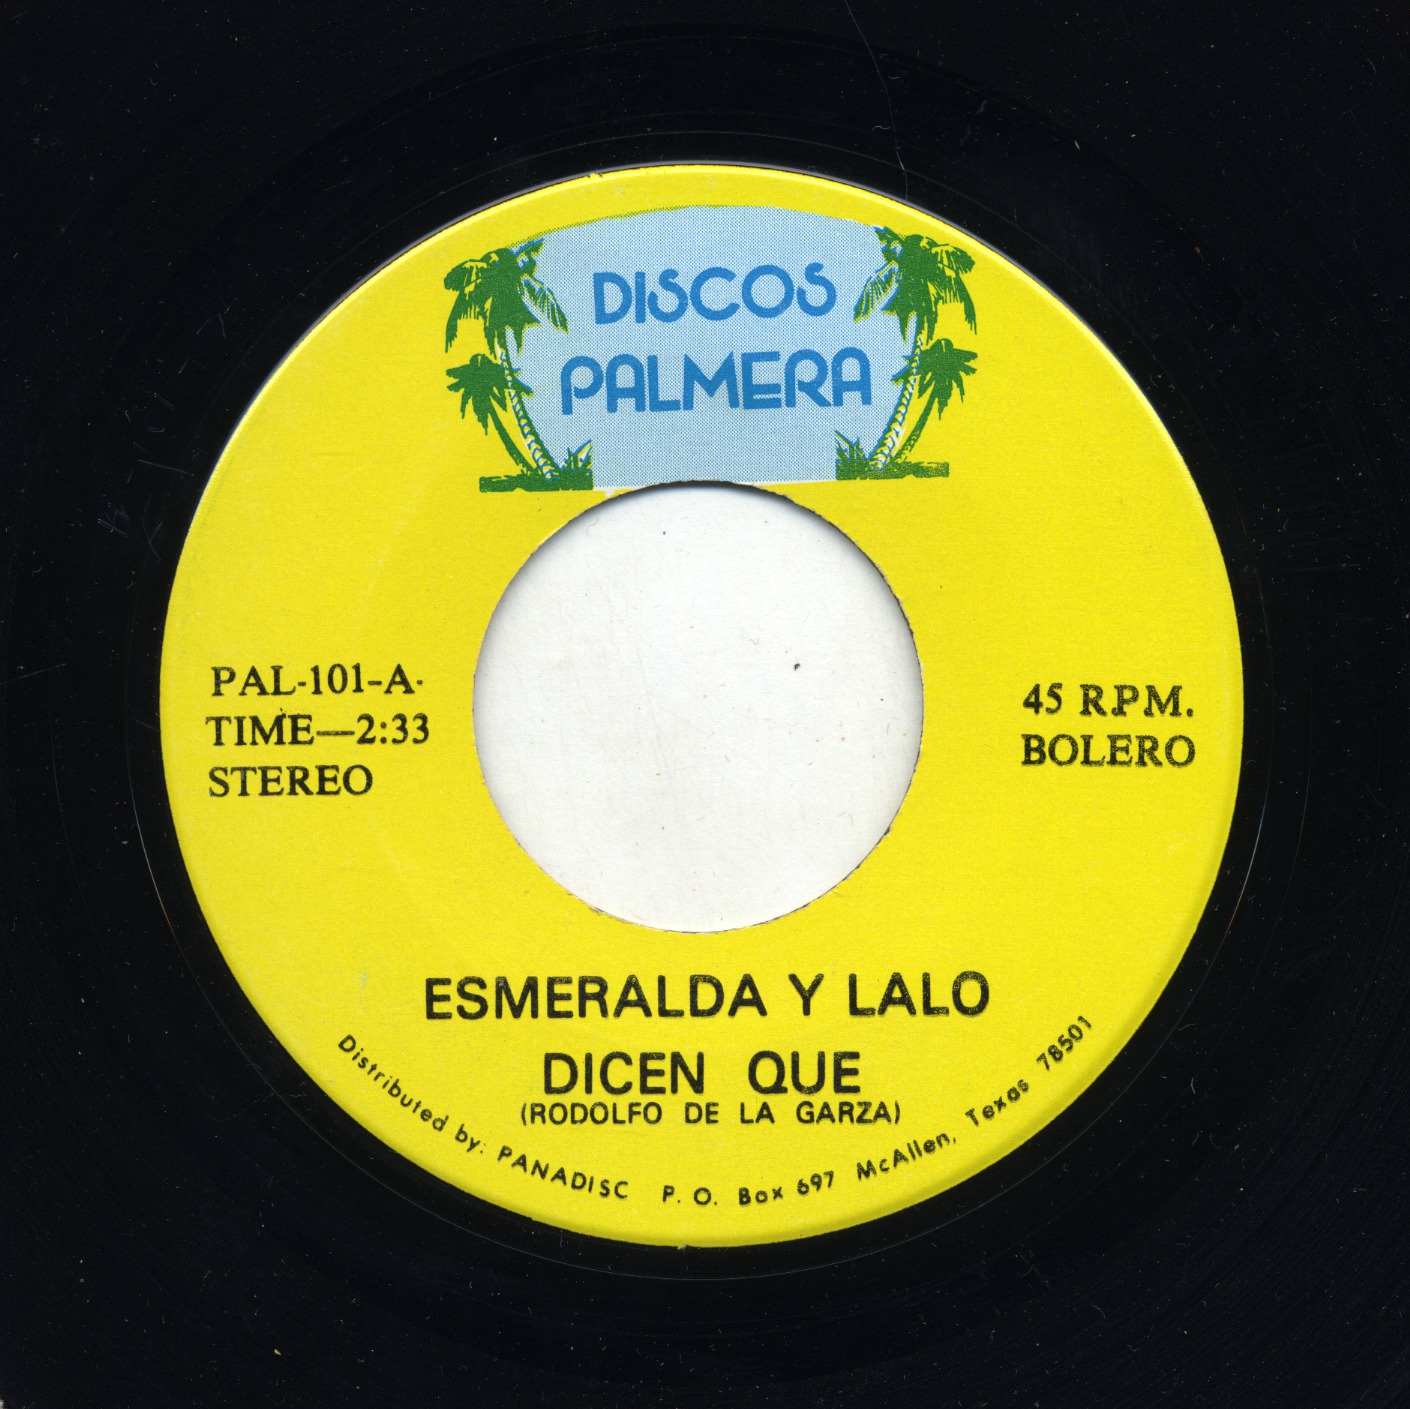 DISCOS
PALMERA
PAL-101-A·
TIME—2:33
STEREO
45 R.P.M.
BOLERO
ESMERALDA Y LALO
DICEN QUE
(RODOLFO DE LA GARZA)
Distributed by: PANADISC P. O. Box 697 McAllen, Texas 78501